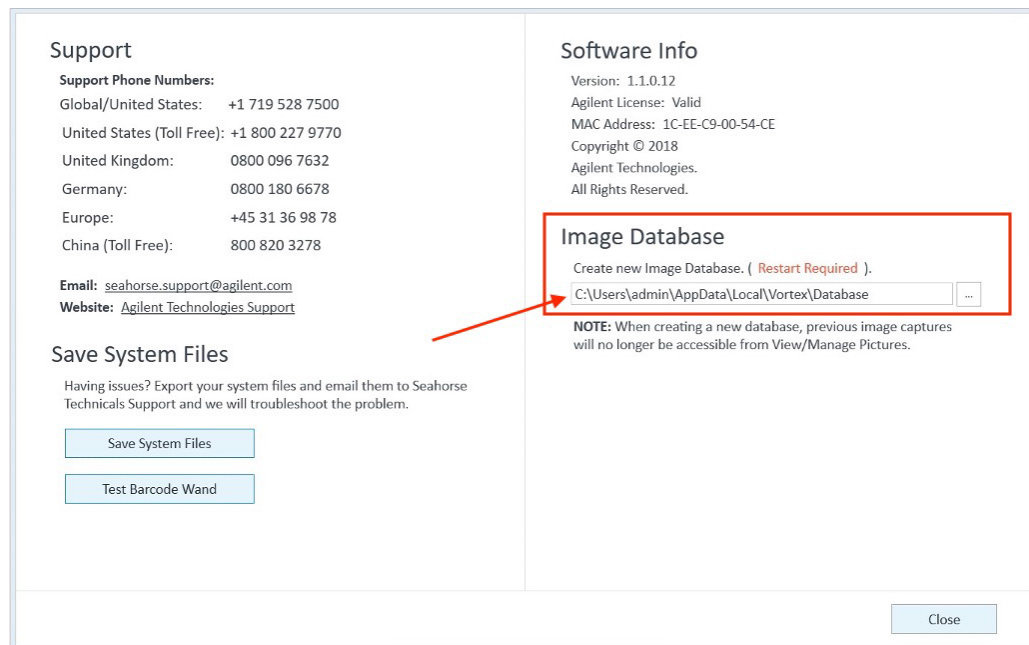 Support
Support Phone Numbers:
Global/United States: +1 719 528 7500
United States (Toll Free): +1 800 227 9770
United Kingdom: 0800 096 7632
Germany: 0800 180 6678
Europe: +45 31 36 98 78
China (Toll Free): 800 820 3278
Email: seahorse.support@agilent.com
Website: Agilent Technologies Support
Save System Files
Having issues? Export your system files and email them to Seahorse
Technicals Support and we will troubleshoot the problem.
Save System Files
Test Barcode Wand
Software Info
Version: 1.1.0.12
Agilent License: Valid
MAC Address: 1C-EE-C9-00-54-CE
Copyright © 2018
Agilent Technologies.
All Rights Reserved.
Image Database
Create new Image Database. ( Restart Required ).
C:\Users\admin\AppData\Local\Vortex\Database ...
NOTE: When creating a new database, previous image captures
will no longer be accessible from View/Manage Pictures.
Close